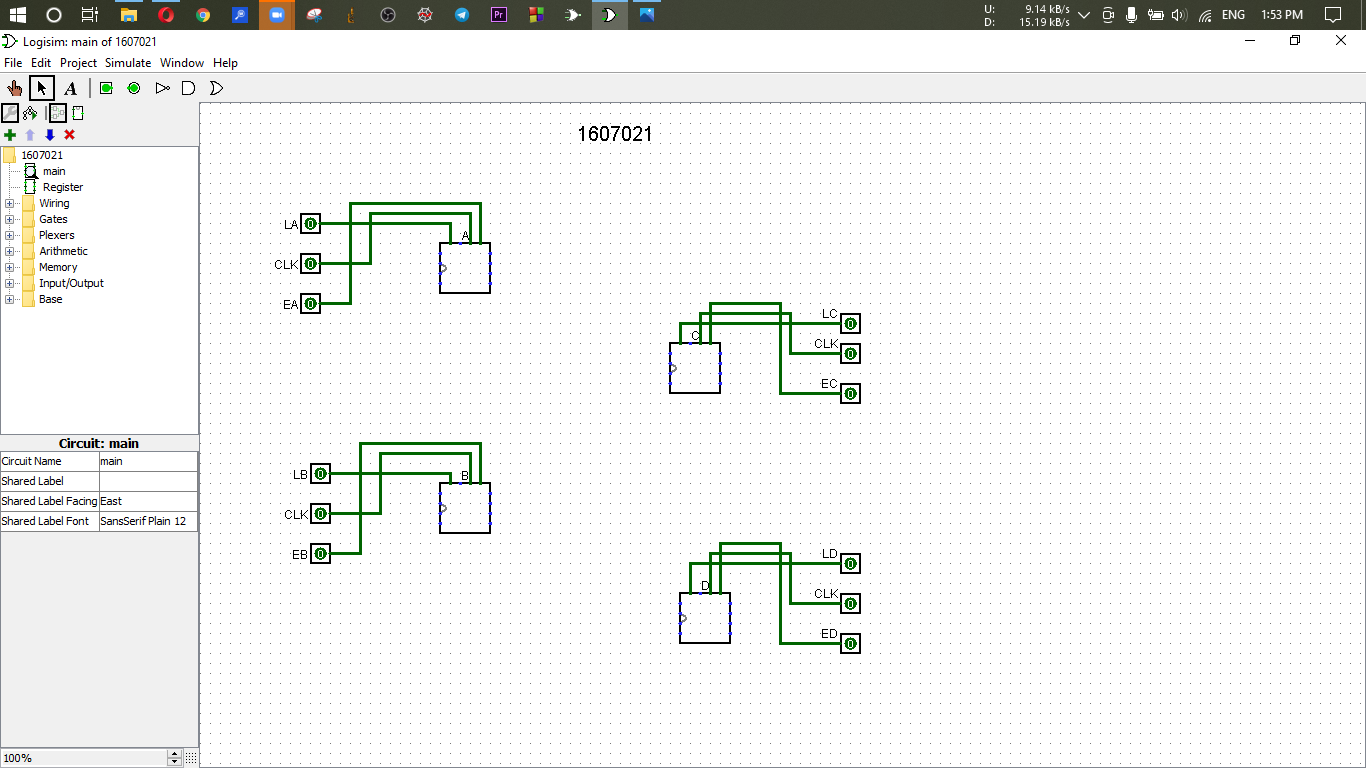 U: 9.14 kB/s
D: 15.19 kB/s
ENG 1:53 PM
Logisim: main of 1607021
File Edit Project Simulate Window Help
A
1607021
main
Register
Wiring
Gates
Plexers
Arithmetic
Memory
Input/Output
Base
Circuit: main
Circuit Name main
Shared Label
Shared Label Facing East
Shared Label Font SansSerif Plain 12
100%
1607021
LA 0
CLK 0
EA 0
A
LC 0
CLK 0
EC 0
C
LB 0
CLK 0
EB 0
B
LD 0
CLK 0
ED 0
D
Pr